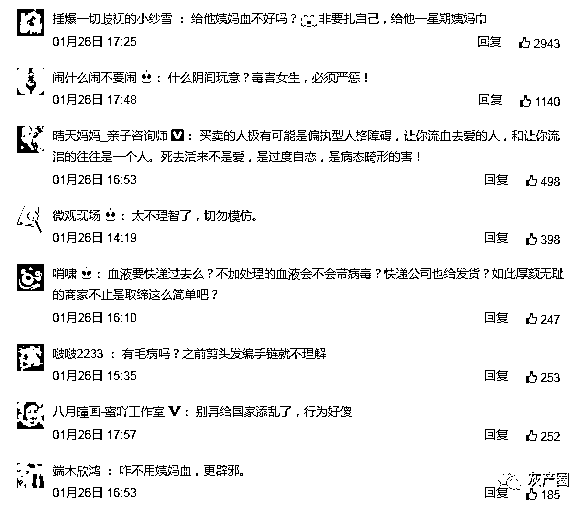 捶爆一切歧视的小纱雪 ：给他姨妈血不好吗？非要扎自己，给他一星期姨妈巾
01月26日 17:25 回复 2943
闹什么闹不要闹 ：什么阴间玩意？毒害女生，必须严惩！
01月26日 17:48 回复 1140
晴天妈妈_亲子咨询师 ：买卖的人极有可能是偏执型人格障碍，让你流血去爱的人，和让你流
泪的往往是一个人。死去活来不是爱，是过度自恋，是病态畸形的害！
01月26日 16:53 回复 498
微观现场 ：太不理智了，切勿模仿。
01月26日 14:19 回复 398
哨啸 ：血液要快递过去么？不加处理的血液会不会带病毒？快递公司也给发货？如此厚颜无耻
的商家不止是取缔这么简单吧？
01月26日 16:10 回复 247
啵啵2233 ：有毛病吗？之前剪头发编手链就不理解
01月26日 15:35 回复 253
八月瞳画-蜜吖工作室 ：别再给国家添乱了，行为好傻
01月26日 17:57 回复 252
端木欣鸿 ：咋不用姨妈血，更辟邪。
01月26日 16:53 回复 185
灰产圈